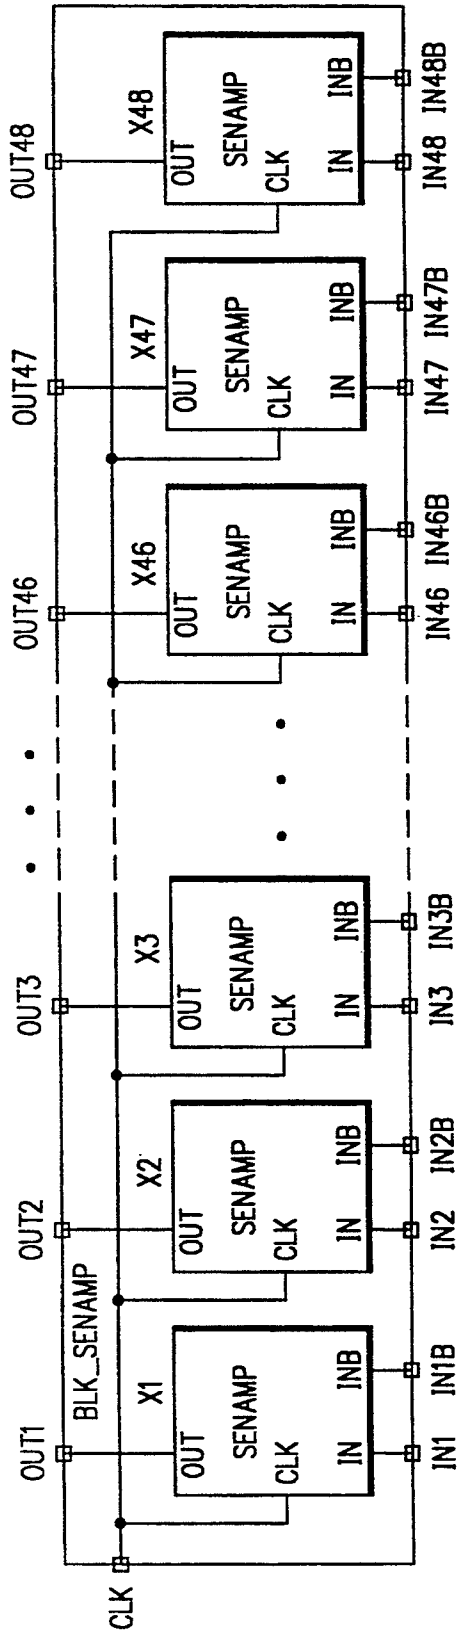 OUT1 OUT2 OUT3 OUT46 OUT47 OUT48
BLK_SENAMP
CLK
X1 X2 X3 X46 X47 X48
OUT OUT OUT OUT OUT OUT
SENAMP SENAMP SENAMP SENAMP SENAMP SENAMP
CLK CLK CLK CLK CLK CLK
IN INB IN INB IN INB IN INB IN INB IN INB
IN1 IN1B IN2 IN2B IN3 IN3B IN46 IN46B IN47 IN47B IN48 IN48B